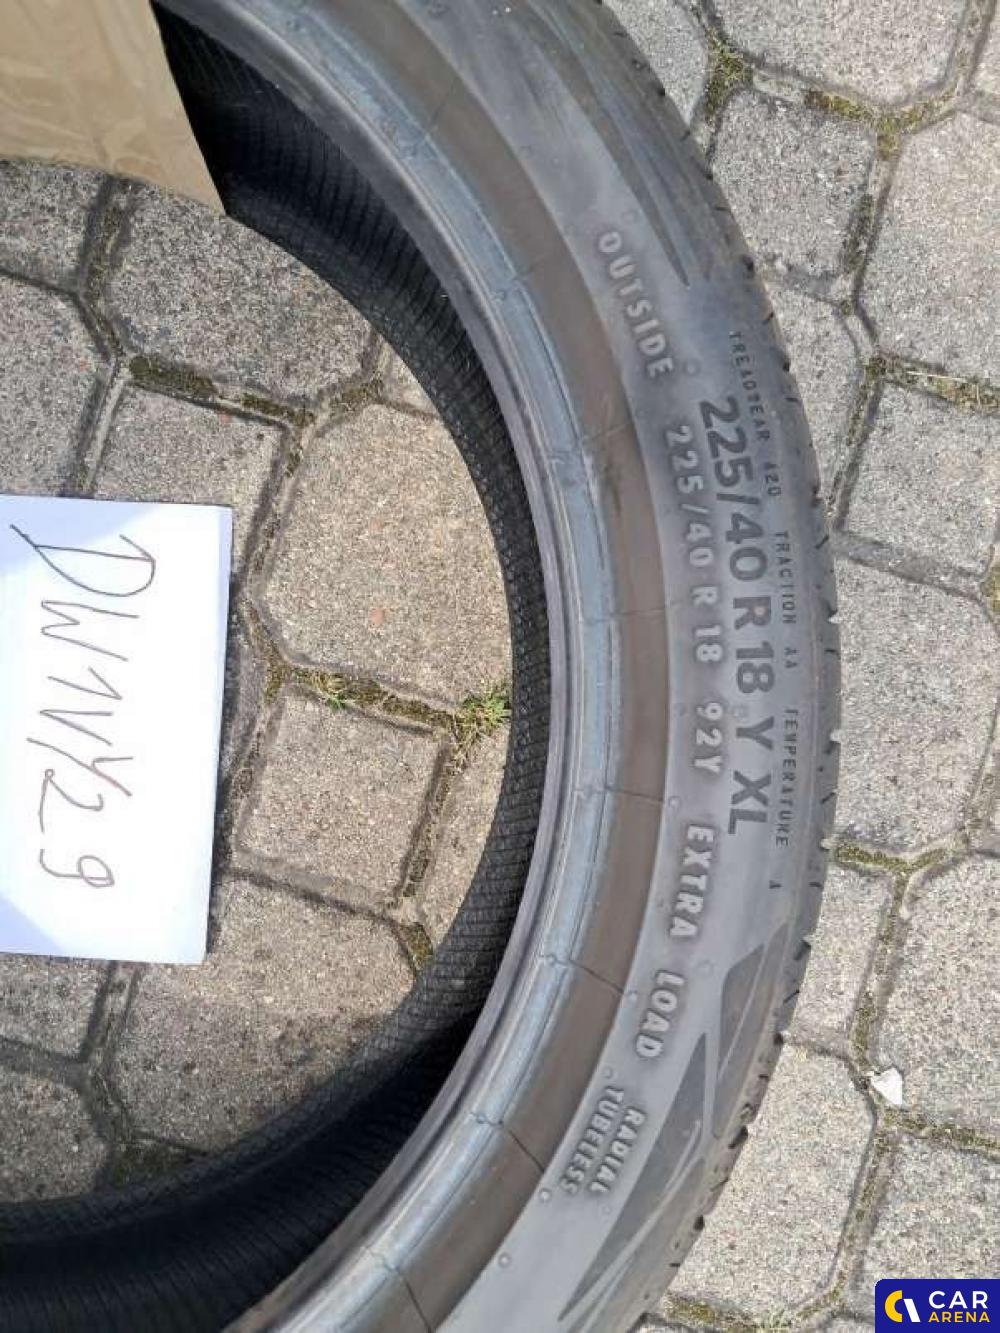 OUTSIDE 225/40 R 18 92Y EXTRA LOAD RADIAL
TUBELESS
225/40 R 18 Y XL
TREADWEAR 420 TRACTION AA TEMPERATURE A
DW1VY29
CAR
ARENA